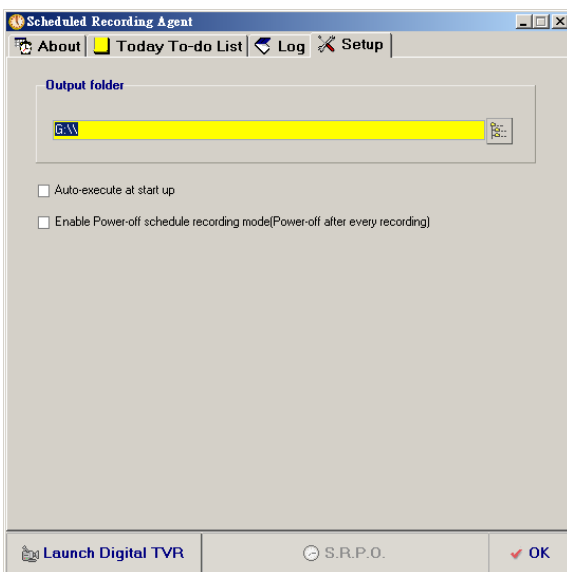 Scheduled Recording Agent
About Today To-do List Log Setup
Output folder
G:\\
Auto-execute at start up
Enable Power-off schedule recording mode(Power-off after every recording)
Launch Digital TVR S.R.P.O. OK